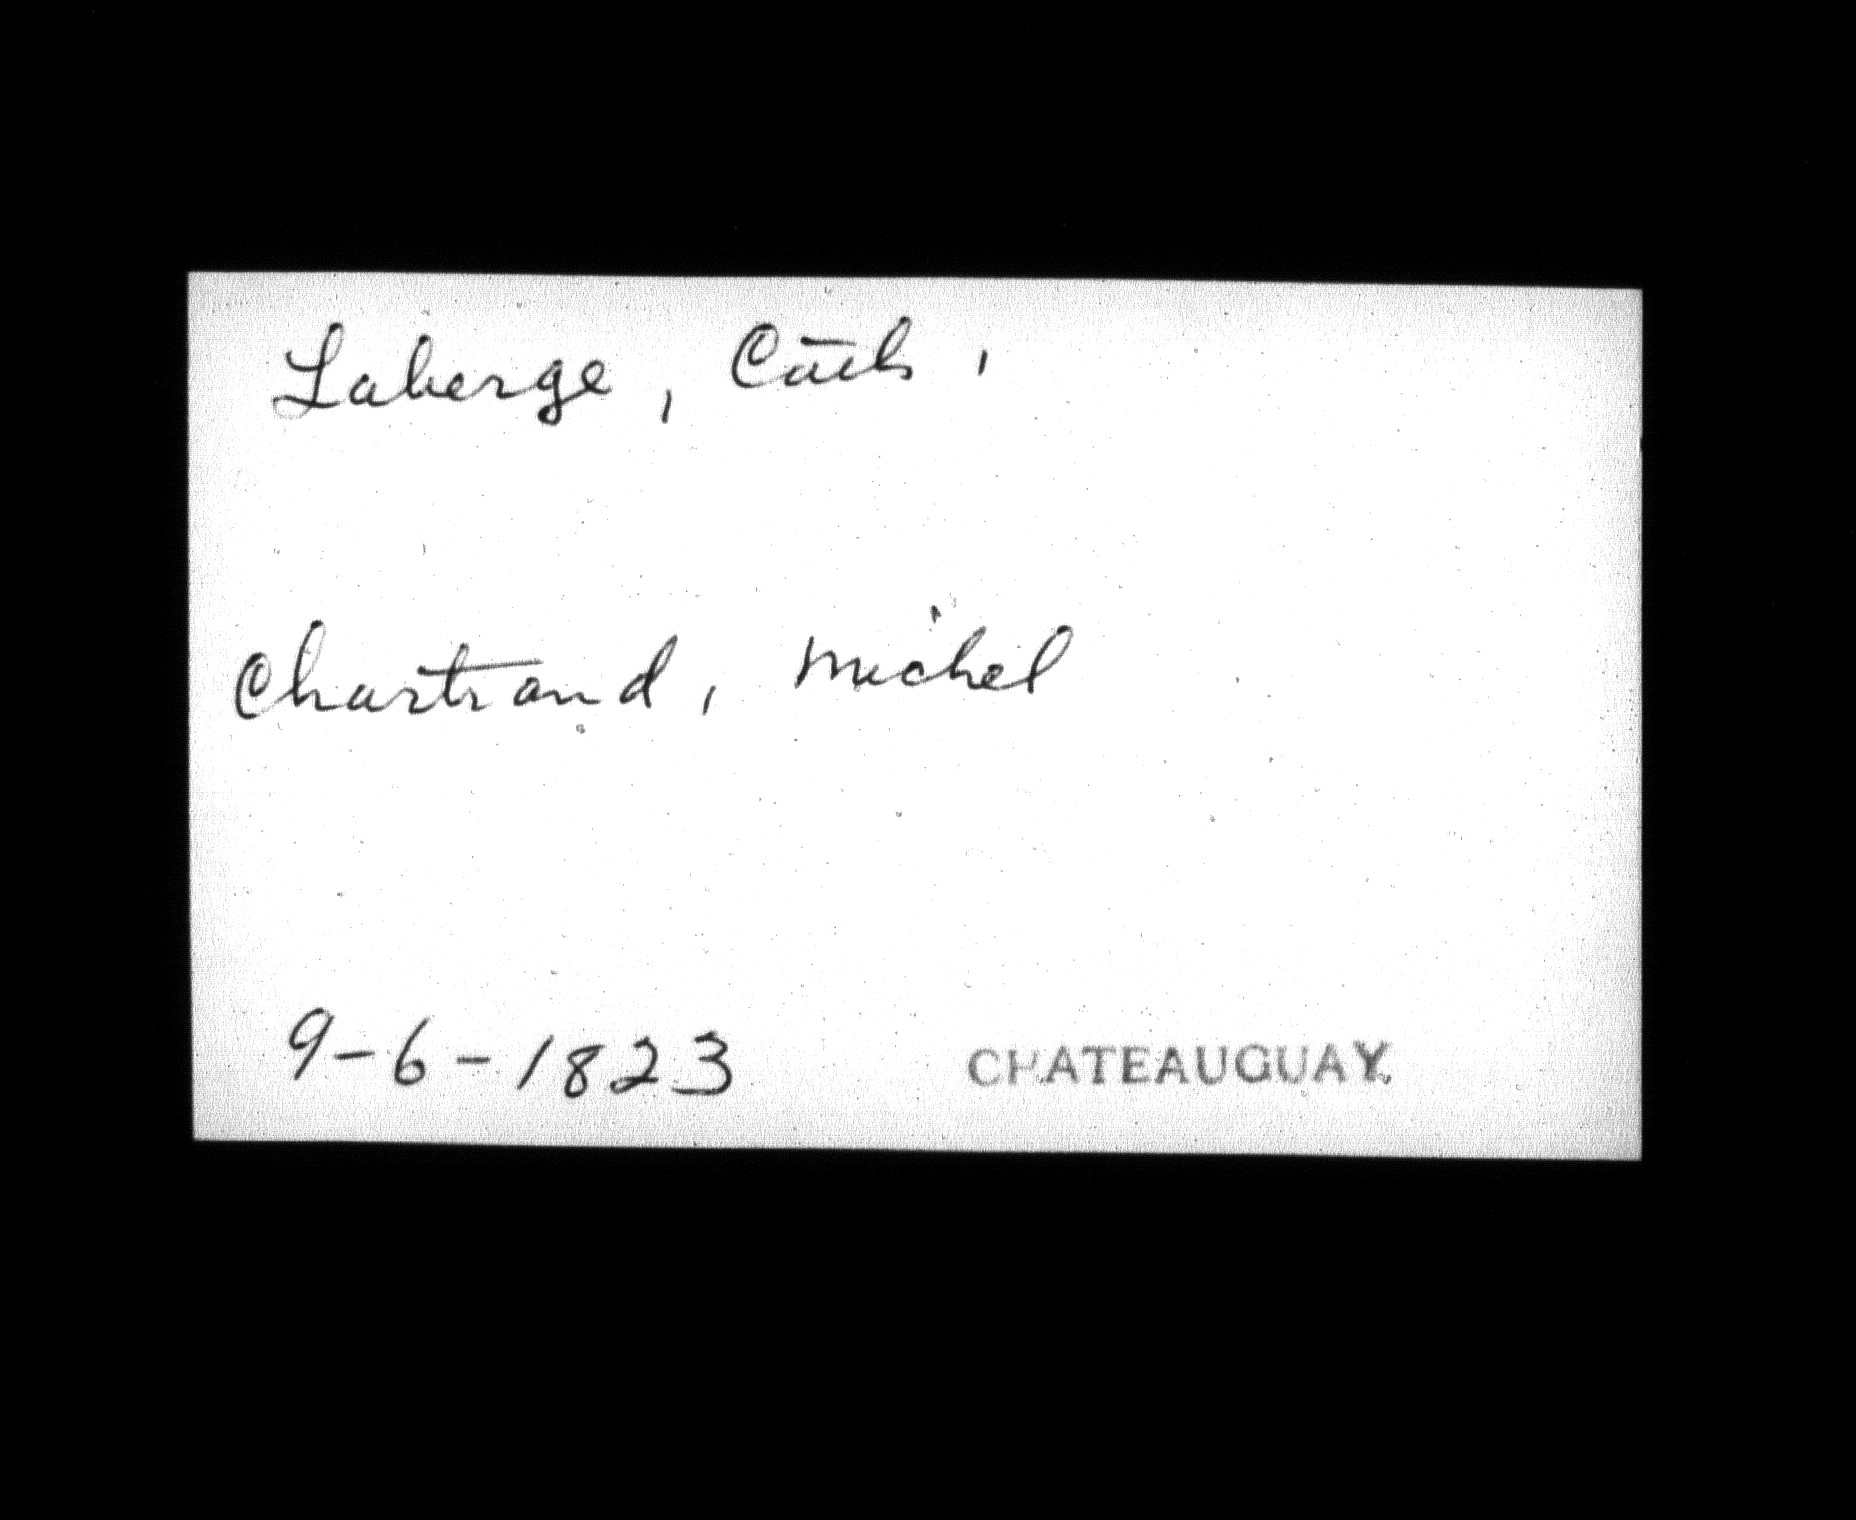 Laberge, Cath.
Chartrand, Michel
9-6-1823 CHATEAUGUAY.